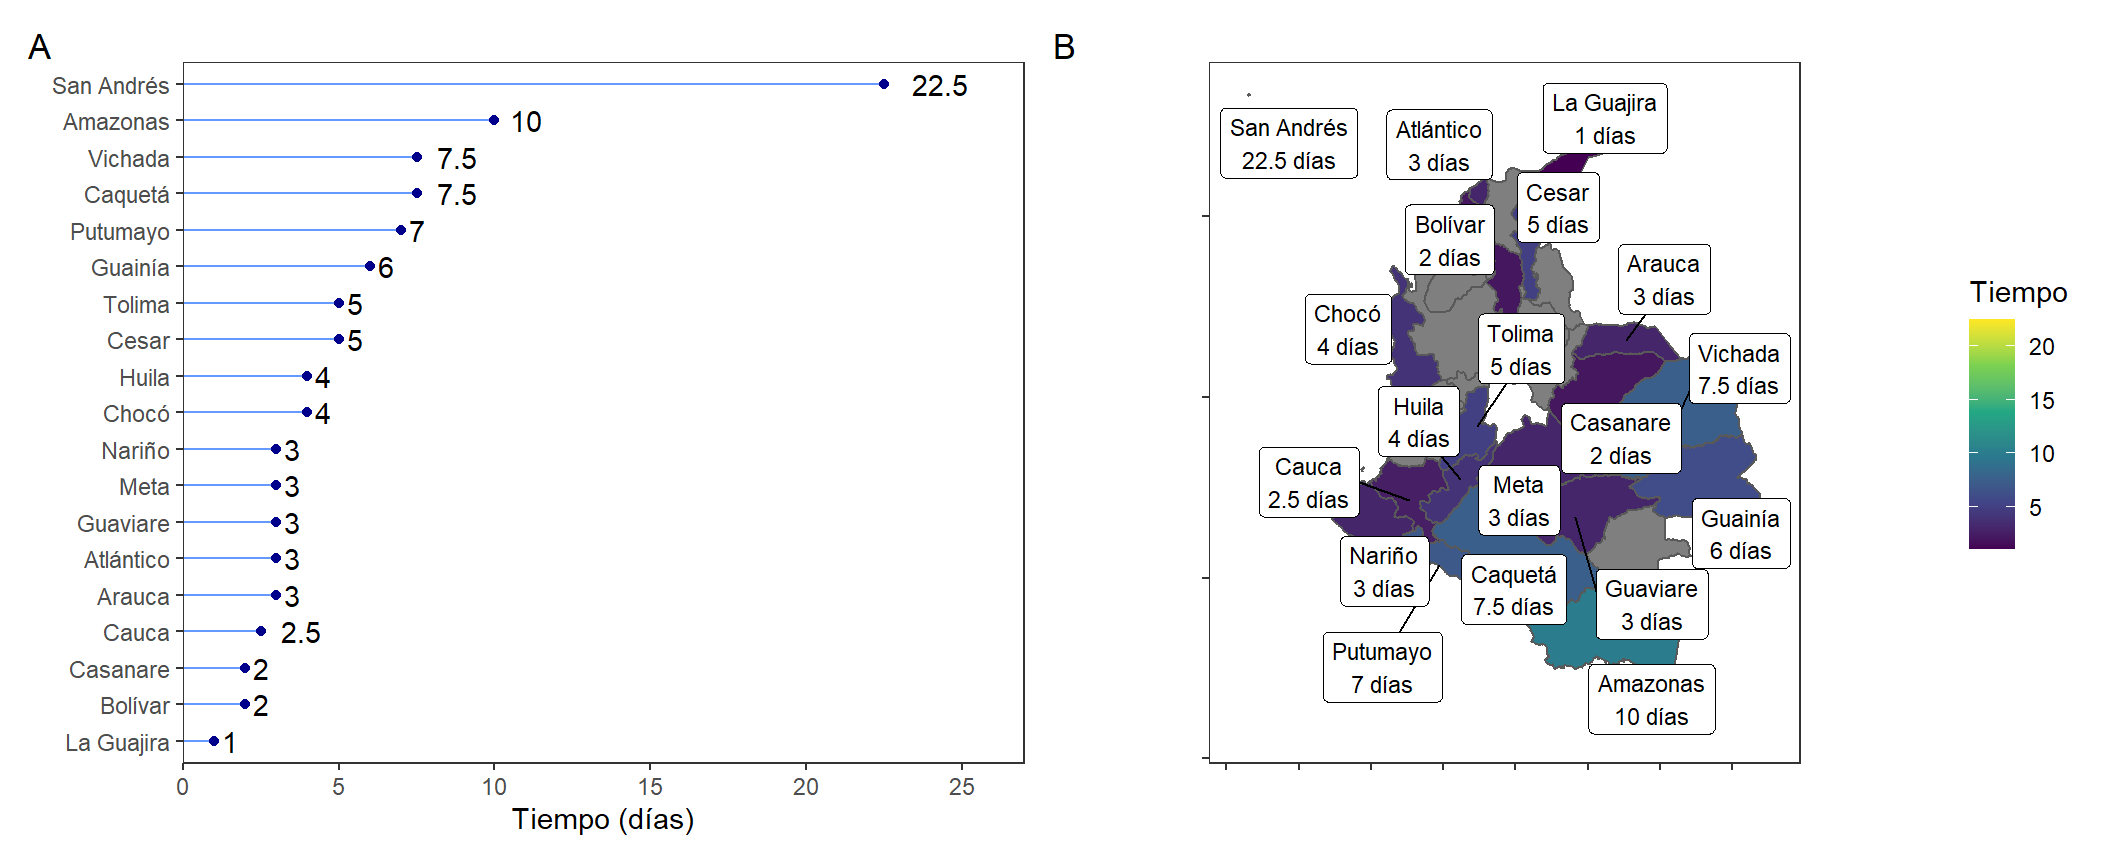 A
San Andrés 22.5
Amazonas 10
Vichada 7.5
Caquetá 7.5
Putumayo 7
Guainía 6
Tolima 5
Cesar 5
Huila 4
Chocó 4
Nariño 3
Meta 3
Guaviare 3
Atlántico 3
Arauca 3
Cauca 2.5
Casanare 2
Bolívar 2
La Guajira 1
0 5 10 15 20 25
Tiempo (días)
B
La Guajira
1 días
San Andrés
22.5 días
Atlántico
3 días
Cesar
5 días
Bolívar
2 días
Arauca
3 días
Chocó
4 días
Tolima
5 días
Vichada
7.5 días
Huila
4 días
Casanare
2 días
Cauca
2.5 días
Meta
3 días
Guainía
6 días
Nariño
3 días
Caquetá
7.5 días
Guaviare
3 días
Putumayo
7 días
Amazonas
10 días
Tiempo
20
15
10
5